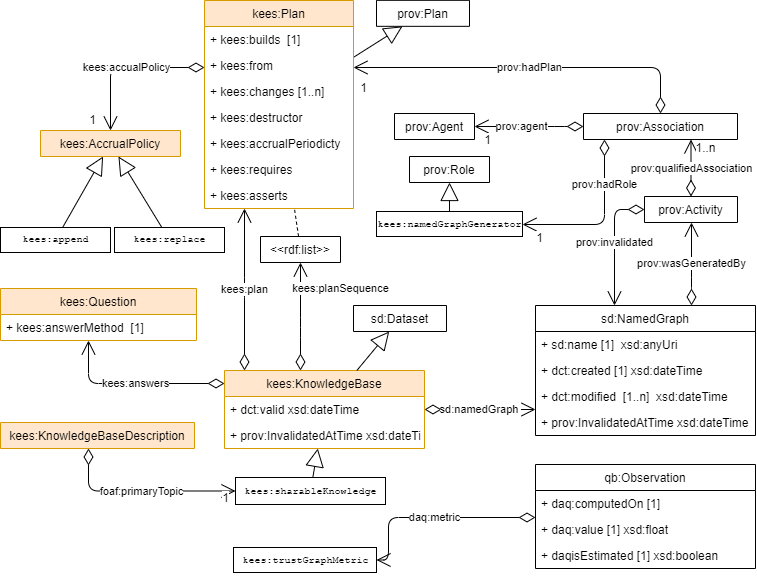 kees:Plan
prov:Plan
+ kees:builds [1]
+ kees:from
+ kees:changes [1..n]
+ kees:destructor
+ kees:accrualPeriodicty
+ kees:requires
+ kees:asserts
kees:accualPolicy
prov:hadPlan
1
1
kees:AccrualPolicy
prov:Agent
prov:agent
1
prov:Association
1..n
prov:Role
prov:qualifiedAssociation
prov:hadRole
kees:namedGraphGenerator
1
prov:Activity
kees:append
kees:replace
<<rdf:list>>
prov:invalidated
prov:wasGeneratedBy
kees:plan
kees:planSequence
kees:Question
+ kees:answerMethod [1]
sd:Dataset
sd:NamedGraph
+ sd:name [1] xsd:anyUri
+ dct:created [1] xsd:dateTime
+ dct:modified [1..n] xsd:dateTime
+ prov:InvalidatedAtTime xsd:dateTime
kees:answers
kees:KnowledgeBase
+ dct:valid xsd:dateTime
+ prov:InvalidatedAtTime xsd:dateTi
sd:namedGraph
kees:KnowledgeBaseDescription
foaf:primaryTopic
1
kees:sharableKnowledge
qb:Observation
+ daq:computedOn [1]
+ daq:value [1] xsd:float
+ daqisEstimated [1] xsd:boolean
daq:metric
kees:trustGraphMetric